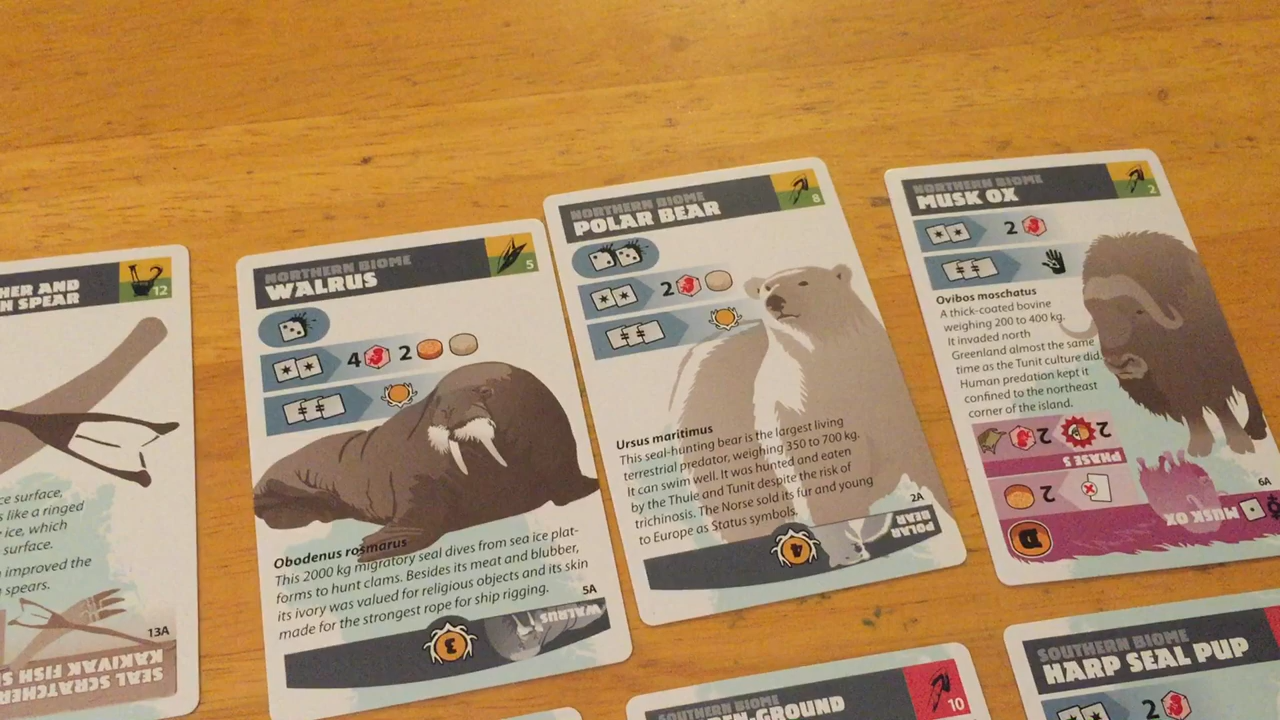 HER AND
N SPEAR
12
ce surface,
s like a ringed
ice, which
surface.
improved the
spears.
13A
SEAL SCRATCHER
KAKIVAK FISH S
NORTHERN BIOME
WALRUS
5
4 2
Obodenus rosmarus
This 2000 kg migratory seal dives from sea ice plat-
forms to hunt clams. Besides its meat and blubber,
its ivory was valued for religious objects and its skin
made for the strongest rope for ship rigging.
5A
WALRUS
3
NORTHERN BIOME
POLAR BEAR
8
2
Ursus maritimus
This seal-hunting bear is the largest living
terrestrial predator, weighing 350 to 700 kg.
It can swim well. It was hunted and eaten
by the Thule and Tunit despite the risk of
trichinosis. The Norse sold its fur and young
to Europe as Status symbols.
2A
POLAR
BEAR
4
NORTHERN BIOME
MUSK OX
2
2
Ovibos moschatus
A thick-coated bovine
weighing 200 to 400 kg.
It invaded north
Greenland almost the same
time as the Tunit culture did.
Human predation kept it
confined to the northeast
corner of the island.
2 2
PHASE 5
2
6A
MUSK OX
D
SOUTHERN BIOME
EN-GROUND
10
SOUTHERN BIOME
HARP SEAL PUP
2